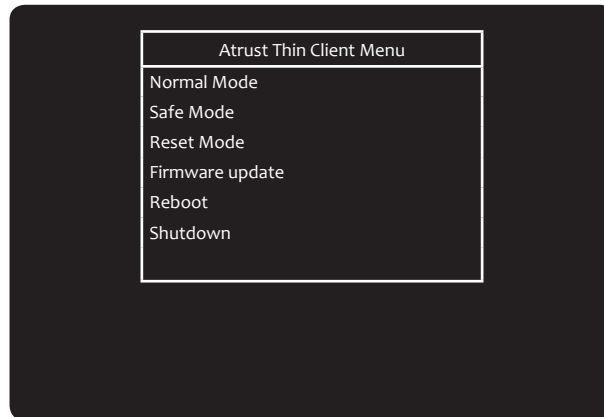 Atrust Thin Client Menu
Normal Mode
Safe Mode
Reset Mode
Firmware update
Reboot
Shutdown